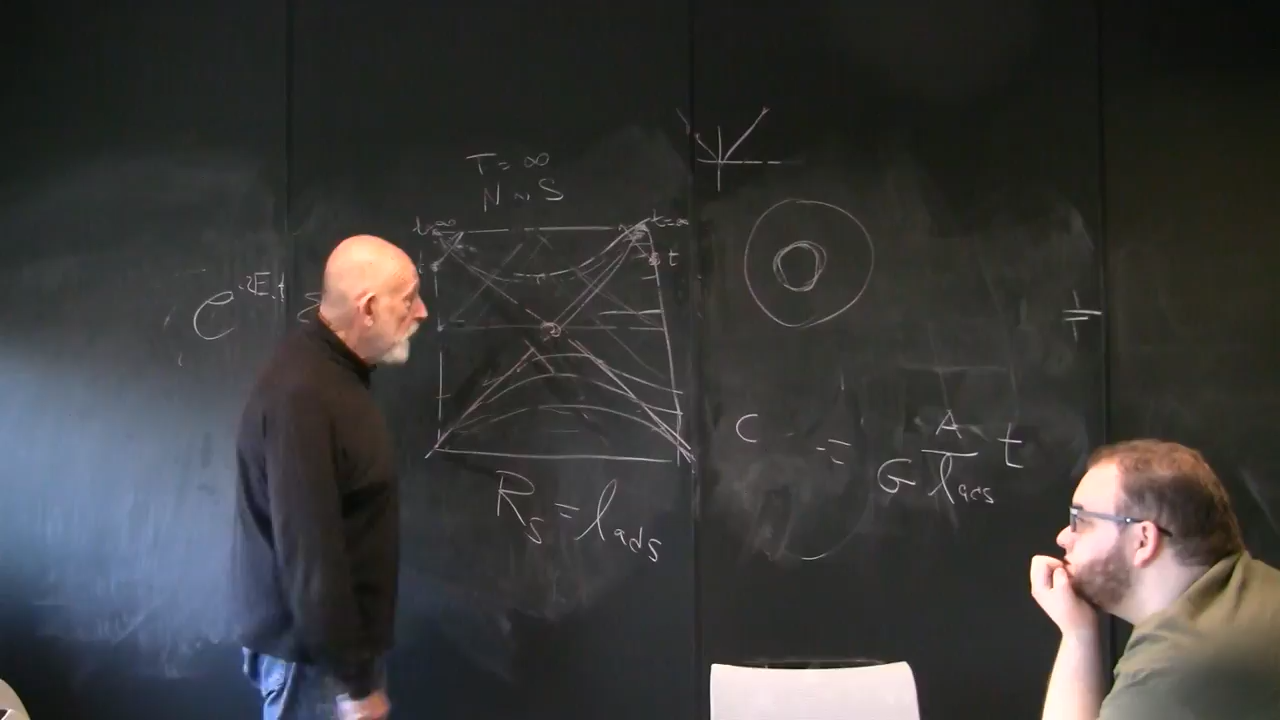 T = ∞
N ~ S
t=∞
t=∞
t
t
e
R_s = l_ads
C = A/(G l_ads) t